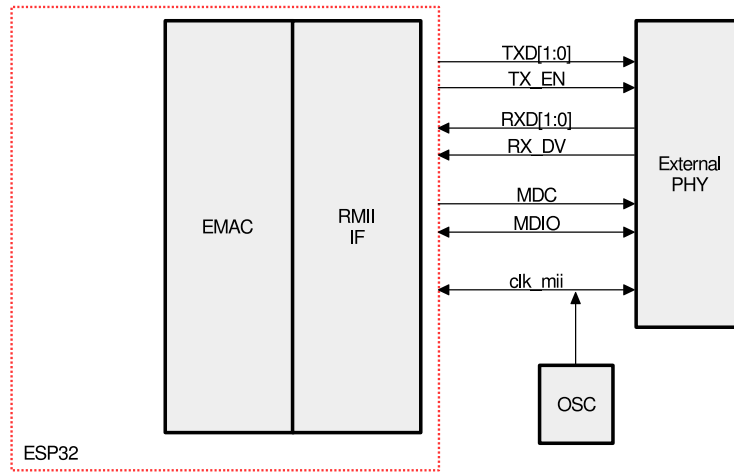 TXD[1:0]
TX_EN
RXD[1:0]
RX_DV
External
PHY
MDC
EMAC
RMII
IF
MDIO
clk_mii
OSC
ESP32